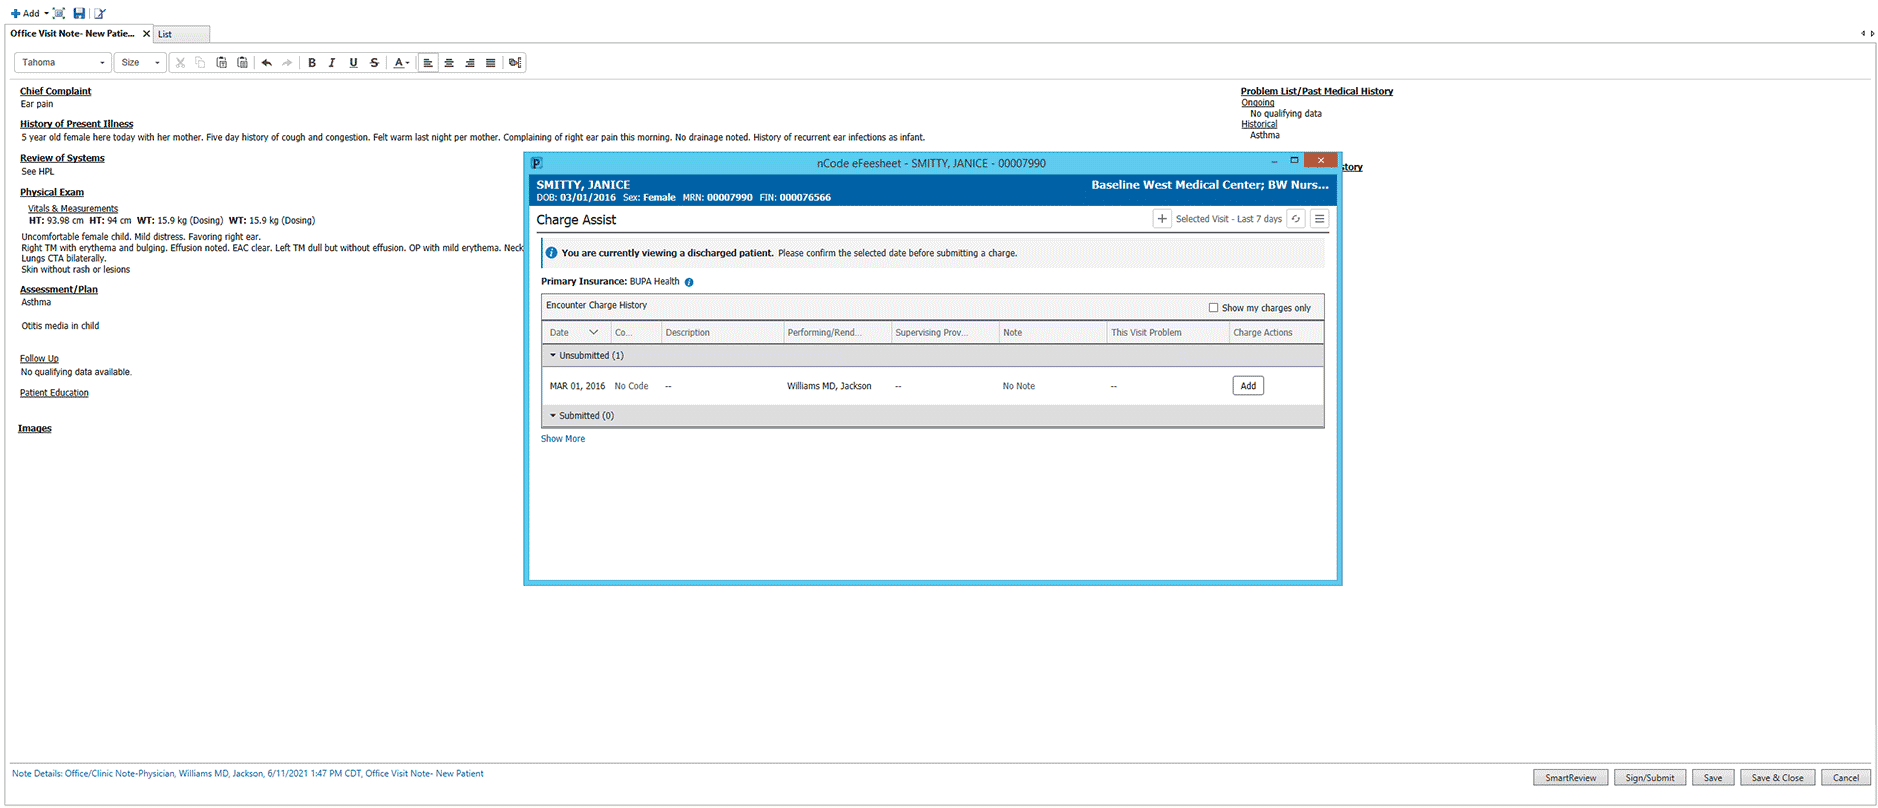 Add
Office Visit Note- New Patie... List
Tahoma Size B I U S A
Chief Complaint
Ear pain
History of Present Illness
5 year old female here today with her mother. Five day history of cough and congestion. Felt warm last night per mother. Complaining of right ear pain this morning. No drainage noted. History of recurrent ear infections as infant.
Review of Systems
See HPL
Physical Exam
Vitals & Measurements
HT: 93.98 cm HT: 94 cm WT: 15.9 kg (Dosing) WT: 15.9 kg (Dosing)
Uncomfortable female child. Mild distress. Favoring right ear.
Right TM with erythema and bulging. Effusion noted. EAC clear. Left TM dull but without effusion. OP with mild erythema. Neck
Lungs CTA bilaterally.
Skin without rash or lesions
Assessment/Plan
Asthma
Otitis media in child
Follow Up
No qualifying data available.
Patient Education
Images
Problem List/Past Medical History
Ongoing
No qualifying data
Historical
Asthma
story
P nCode eFeesheet - SMITTY, JANICE - 00007990
SMITTY, JANICE Baseline West Medical Center; BW Nurs...
DOB: 03/01/2016 Sex: Female MRN: 00007990 FIN: 000076566
Charge Assist Selected Visit - Last 7 days
You are currently viewing a discharged patient. Please confirm the selected date before submitting a charge.
Primary Insurance: BUPA Health
Encounter Charge History Show my charges only
Date Co... Description Performing/Rend... Supervising Prov... Note This Visit Problem Charge Actions
Unsubmitted (1)
MAR 01, 2016 No Code -- Williams MD, Jackson -- No Note -- Add
Submitted (0)
Show More
Note Details: Office/Clinic Note-Physician, Williams MD, Jackson, 6/11/2021 1:47 PM CDT, Office Visit Note- New Patient
SmartReview Sign/Submit Save Save & Close Cancel